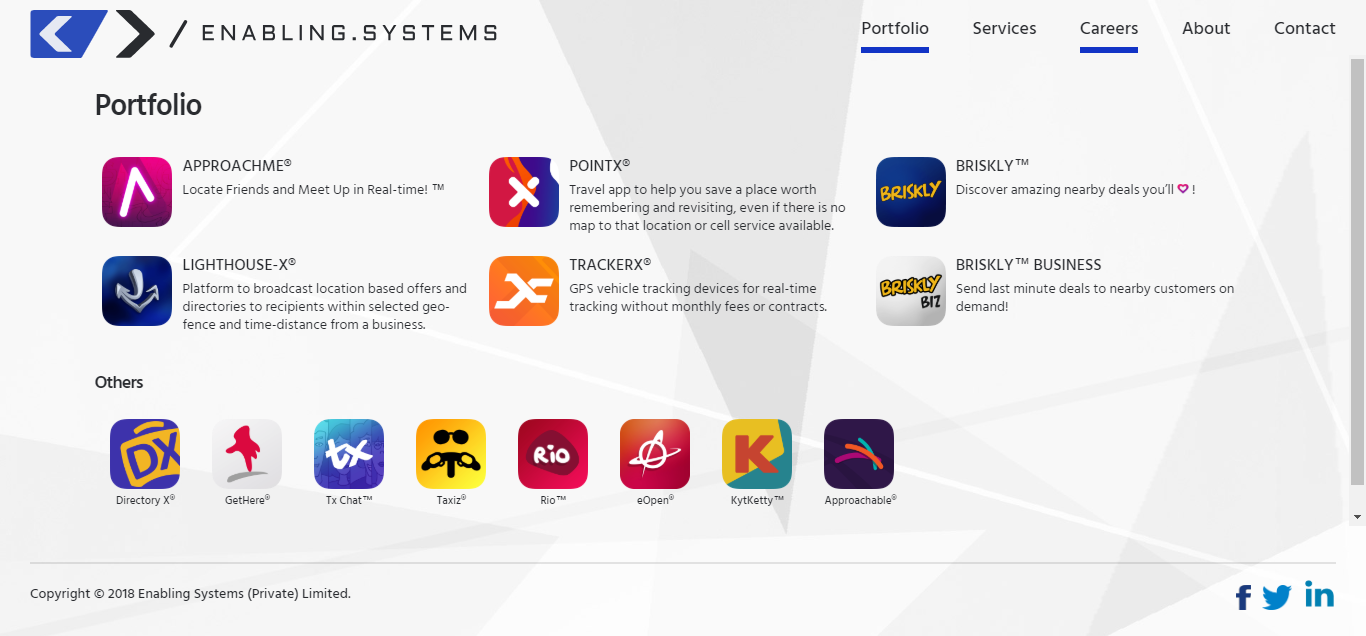 / ENABLING.SYSTEMS
Portfolio Services Careers About Contact
Portfolio
APPROACHME®
Locate Friends and Meet Up in Real-time! ™
POINTX®
Travel app to help you save a place worth
remembering and revisiting, even if there is no
map to that location or cell service available.
BRISKLY
BRISKLY™
Discover amazing nearby deals you'll !
LIGHTHOUSE-X®
Platform to broadcast location based offers and
directories to recipients within selected geo-
fence and time-distance from a business.
TRACKERX®
GPS vehicle tracking devices for real-time
tracking without monthly fees or contracts.
BRISKLY
BIZ
BRISKLY™ BUSINESS
Send last minute deals to nearby customers on
demand!
Others
DX
tx
Rio
K
Directory X®
GetHere®
Tx Chat™
Taxiz®
Rio™
eOpen®
KytKetty™
Approachable®
Copyright © 2018 Enabling Systems (Private) Limited.
f
in